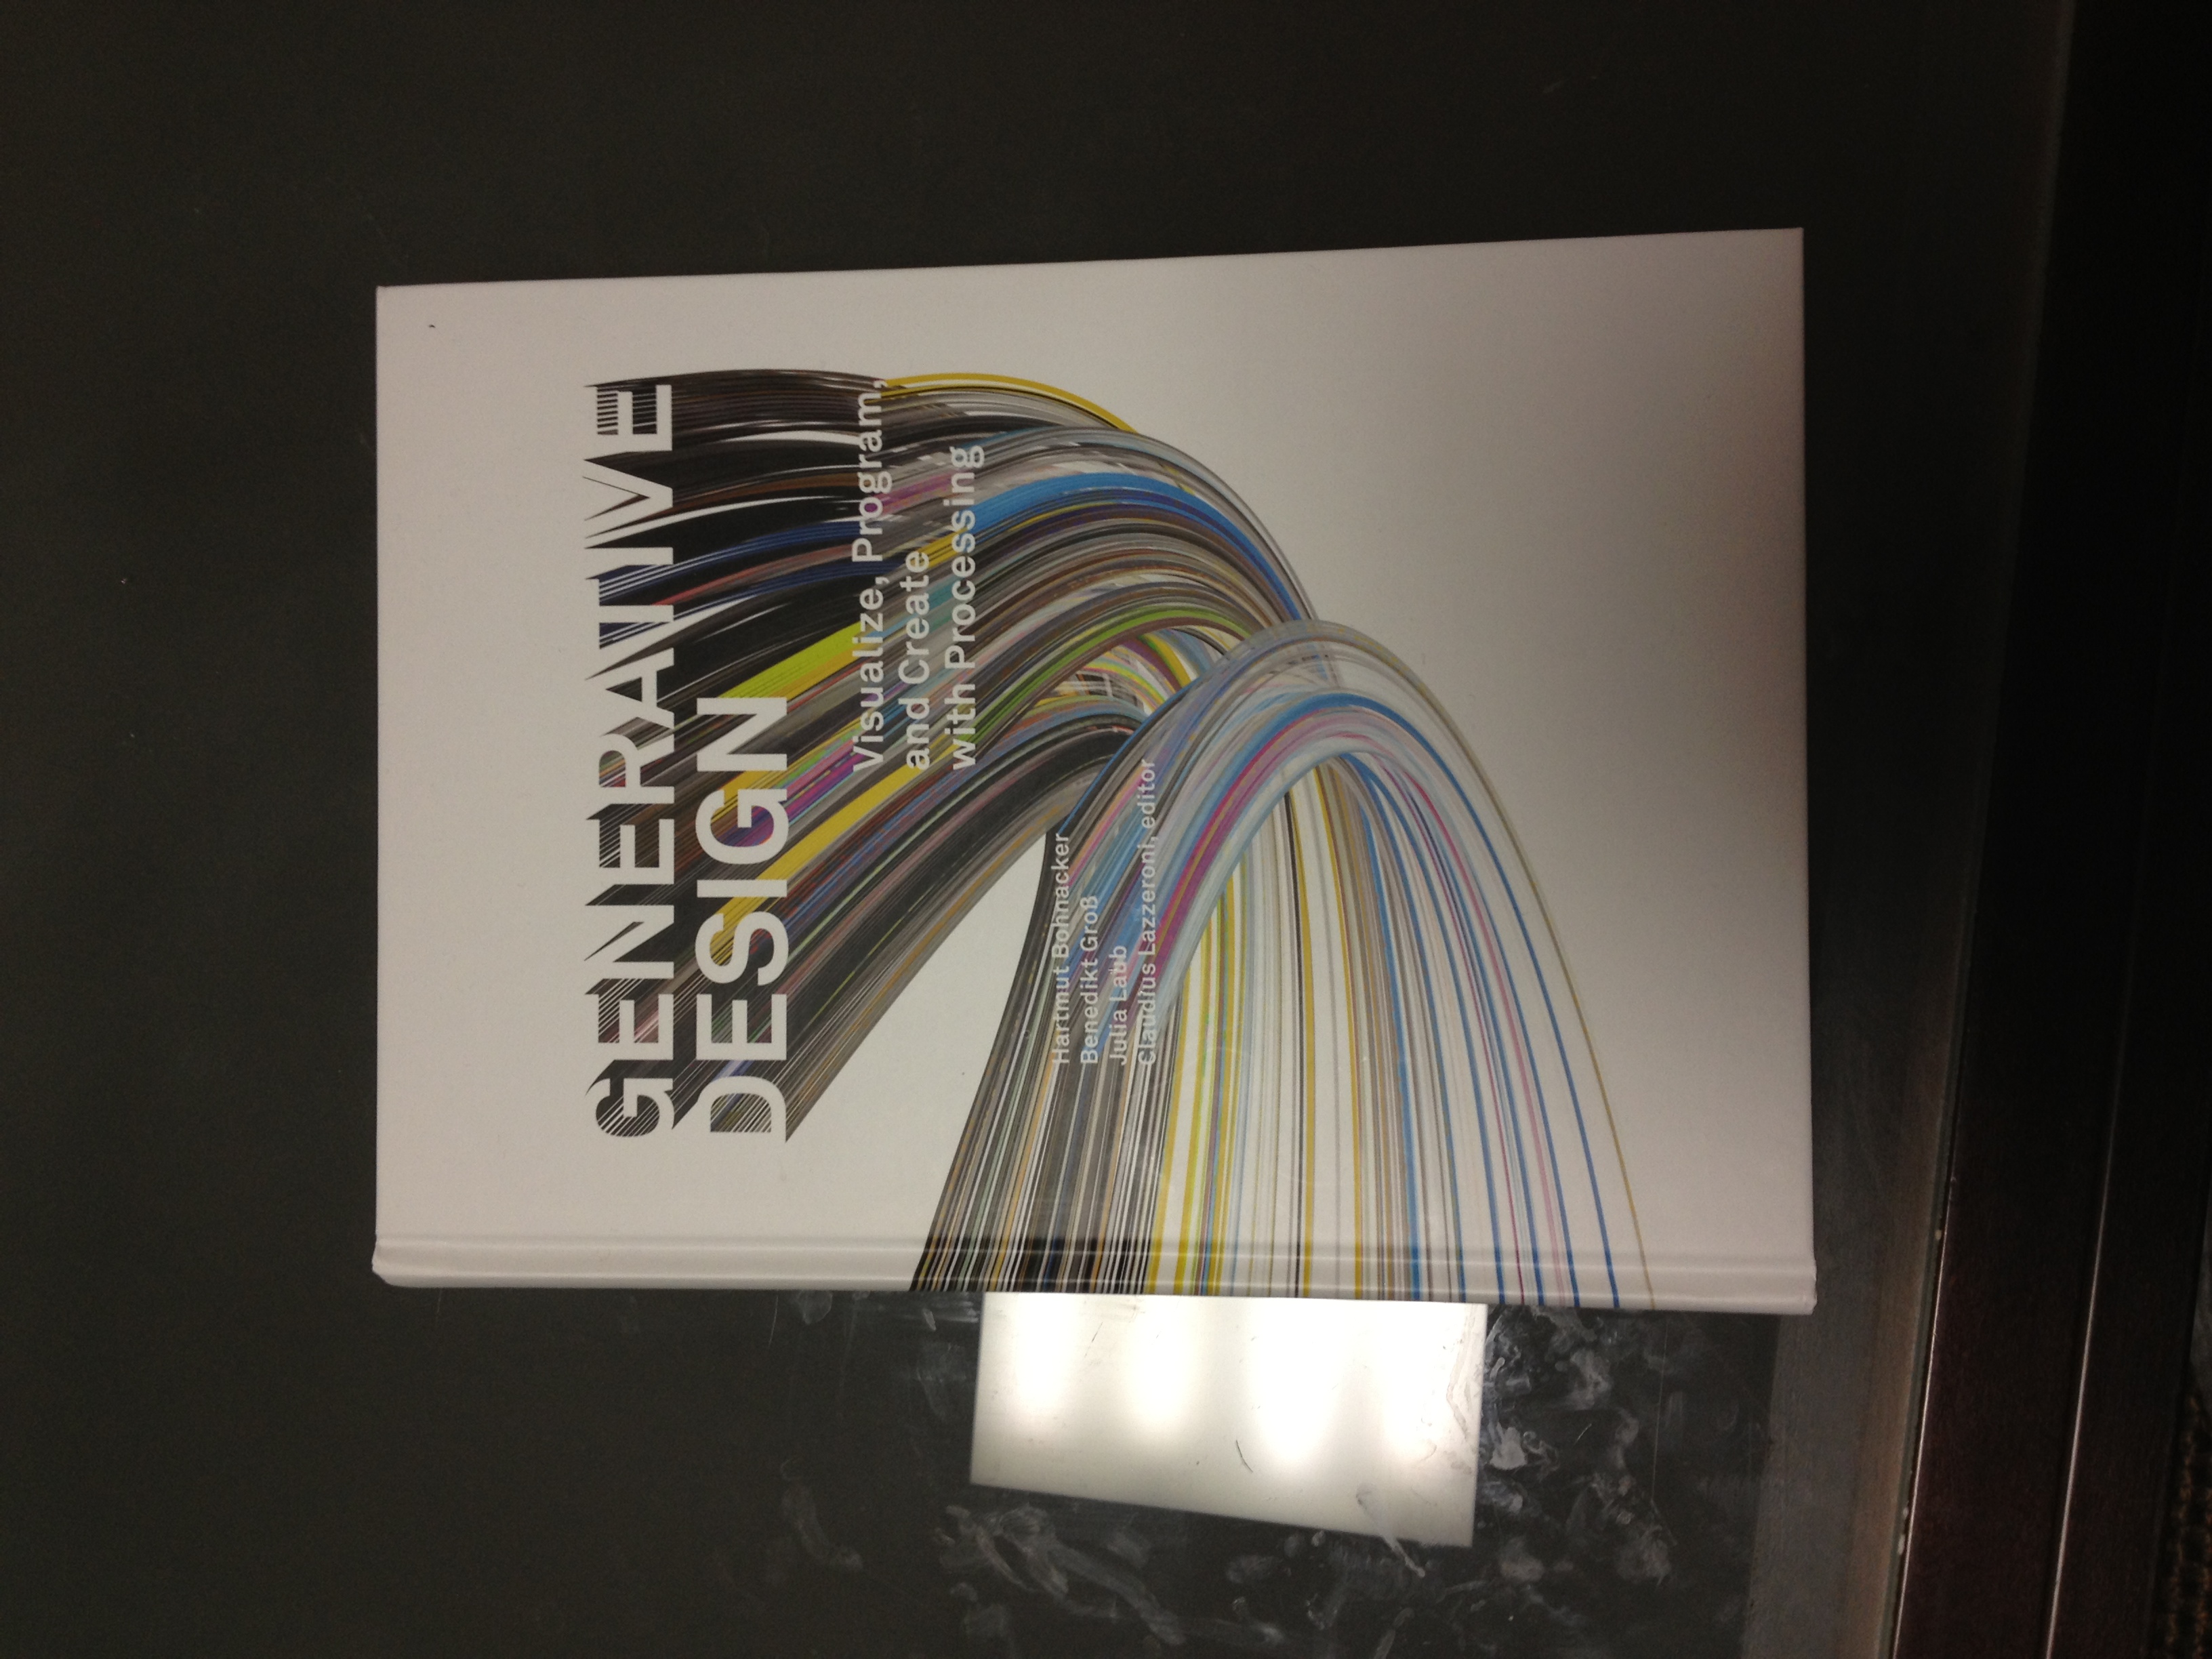 GENERATIVE
DESIGN
Visualize, Program,
and Create
with Processing
Hartmut Bohnacker
Benedikt Groß
Julia Laub
Claudius Lazzeroni, editor